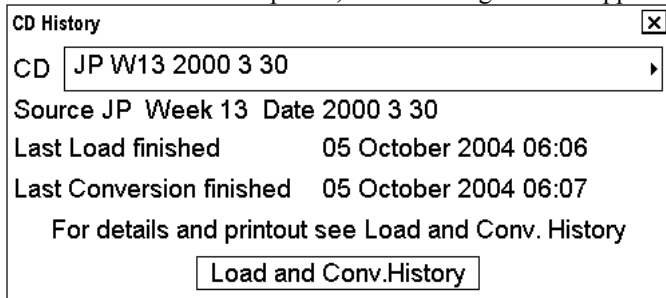 CD History
CD JP W13 2000 3 30
Source JP Week 13 Date 2000 3 30
Last Load finished 05 October 2004 06:06
Last Conversion finished 05 October 2004 06:07
For details and printout see Load and Conv. History
Load and Conv.History